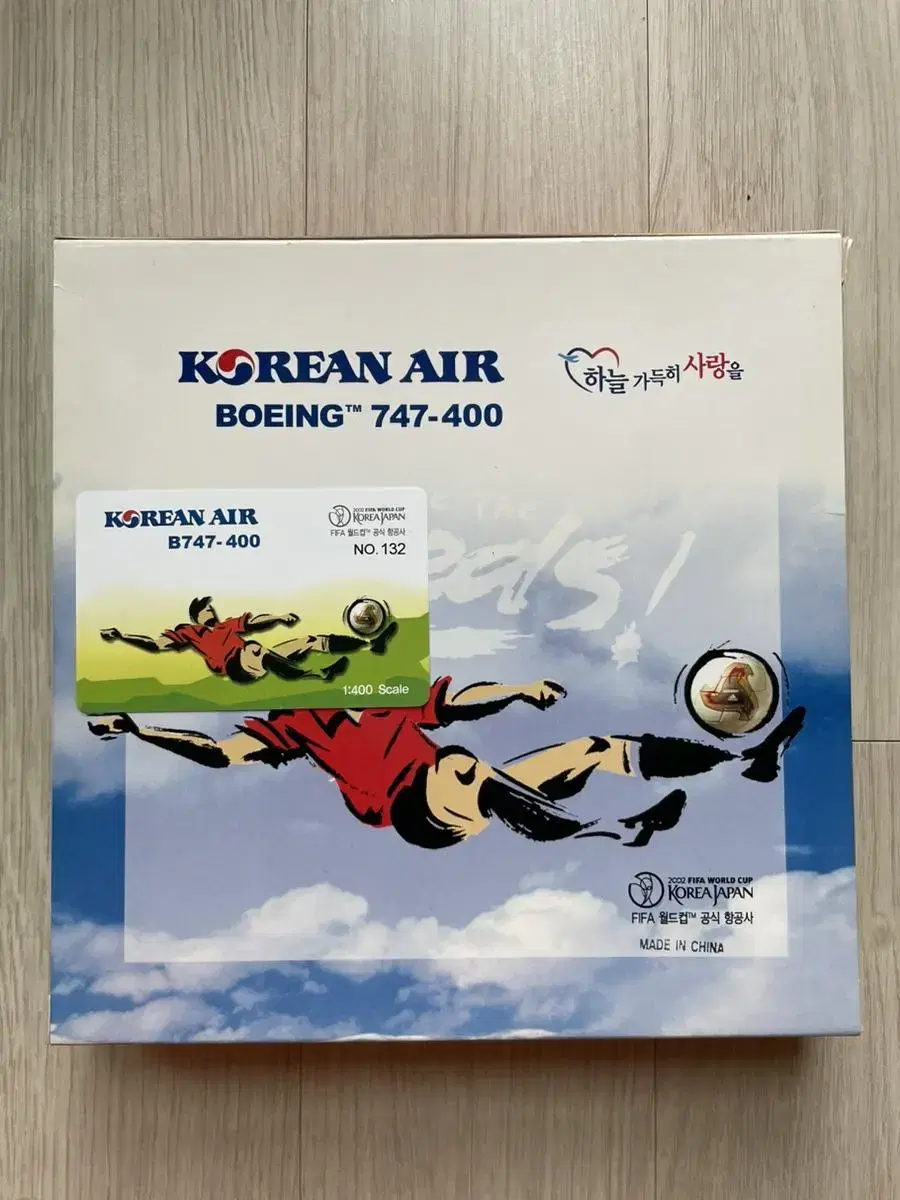 KOREAN AIR
BOEING™ 747-400
하늘 가득히 사랑을
KOREAN AIR
B747-400
2002 FIFA WORLD CUP
KOREA JAPAN
FIFA 월드컵™ 공식 항공사
NO. 132
1:400 Scale
2002 FIFA WORLD CUP
KOREA JAPAN
FIFA 월드컵™ 공식 항공사
MADE IN CHINA